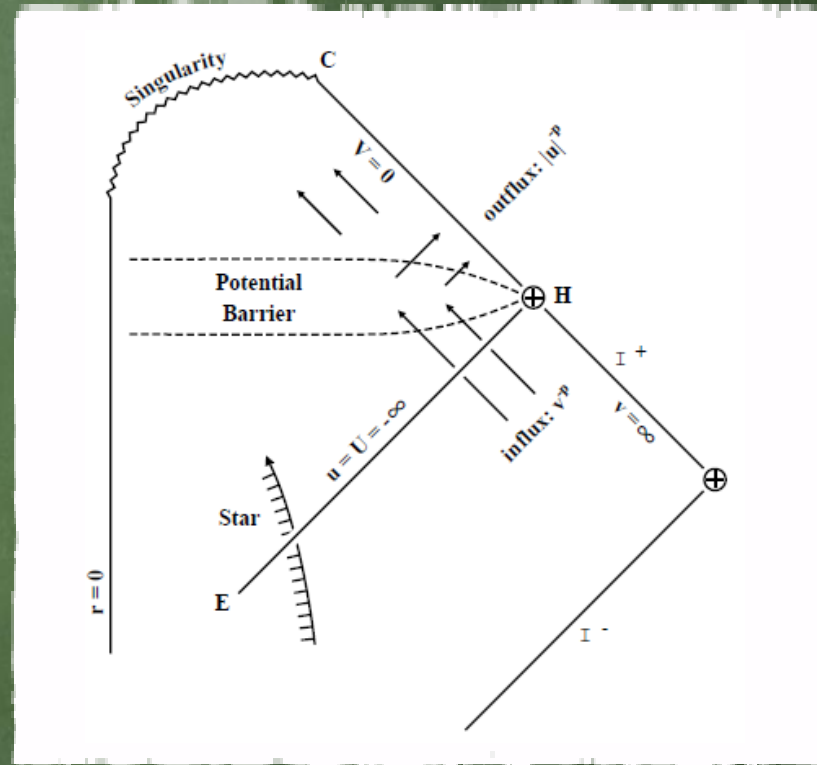 C
Singularity
V = 0
outflux: |u|^-p
Potential
Barrier
H
I +
v = ∞
influx: v^-p
u = U = -∞
Star
E
r = 0
I -